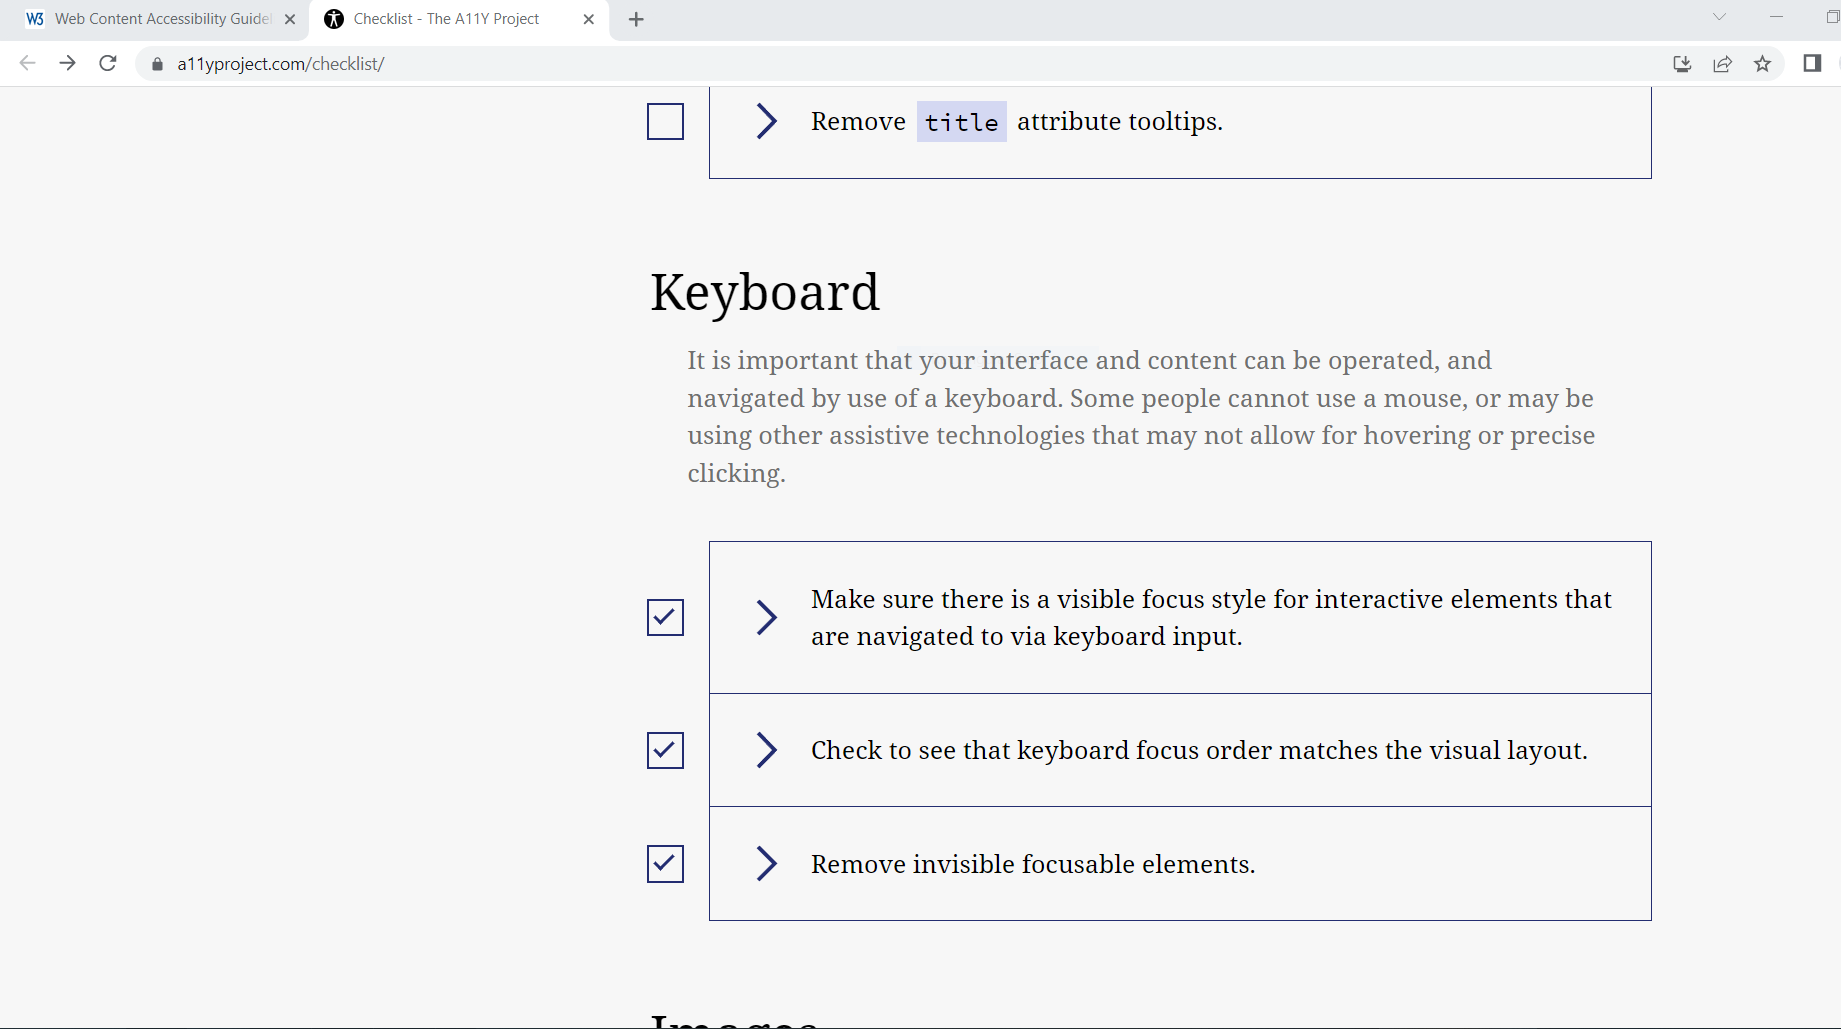 Web Content Accessibility Guidel
Checklist - The A11Y Project
a11yproject.com/checklist/
Remove title attribute tooltips.
Keyboard
It is important that your interface and content can be operated, and
navigated by use of a keyboard. Some people cannot use a mouse, or may be
using other assistive technologies that may not allow for hovering or precise
clicking.
Make sure there is a visible focus style for interactive elements that
are navigated to via keyboard input.
Check to see that keyboard focus order matches the visual layout.
Remove invisible focusable elements.
Images